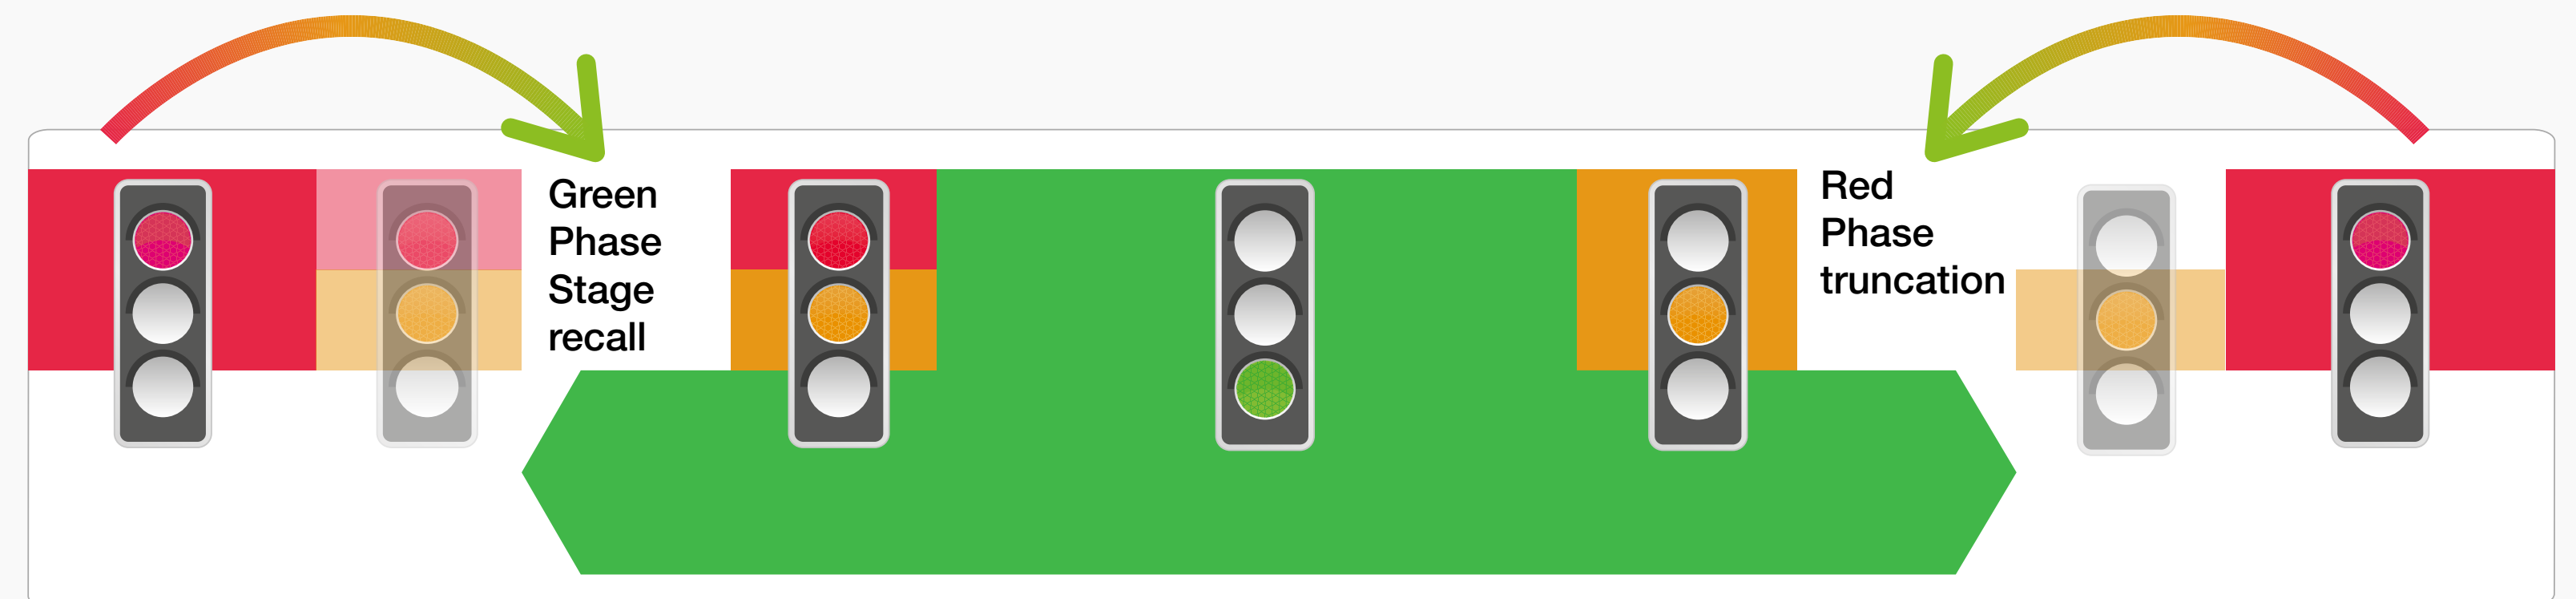 Green
Phase
Stage
recall
Red
Phase
truncation